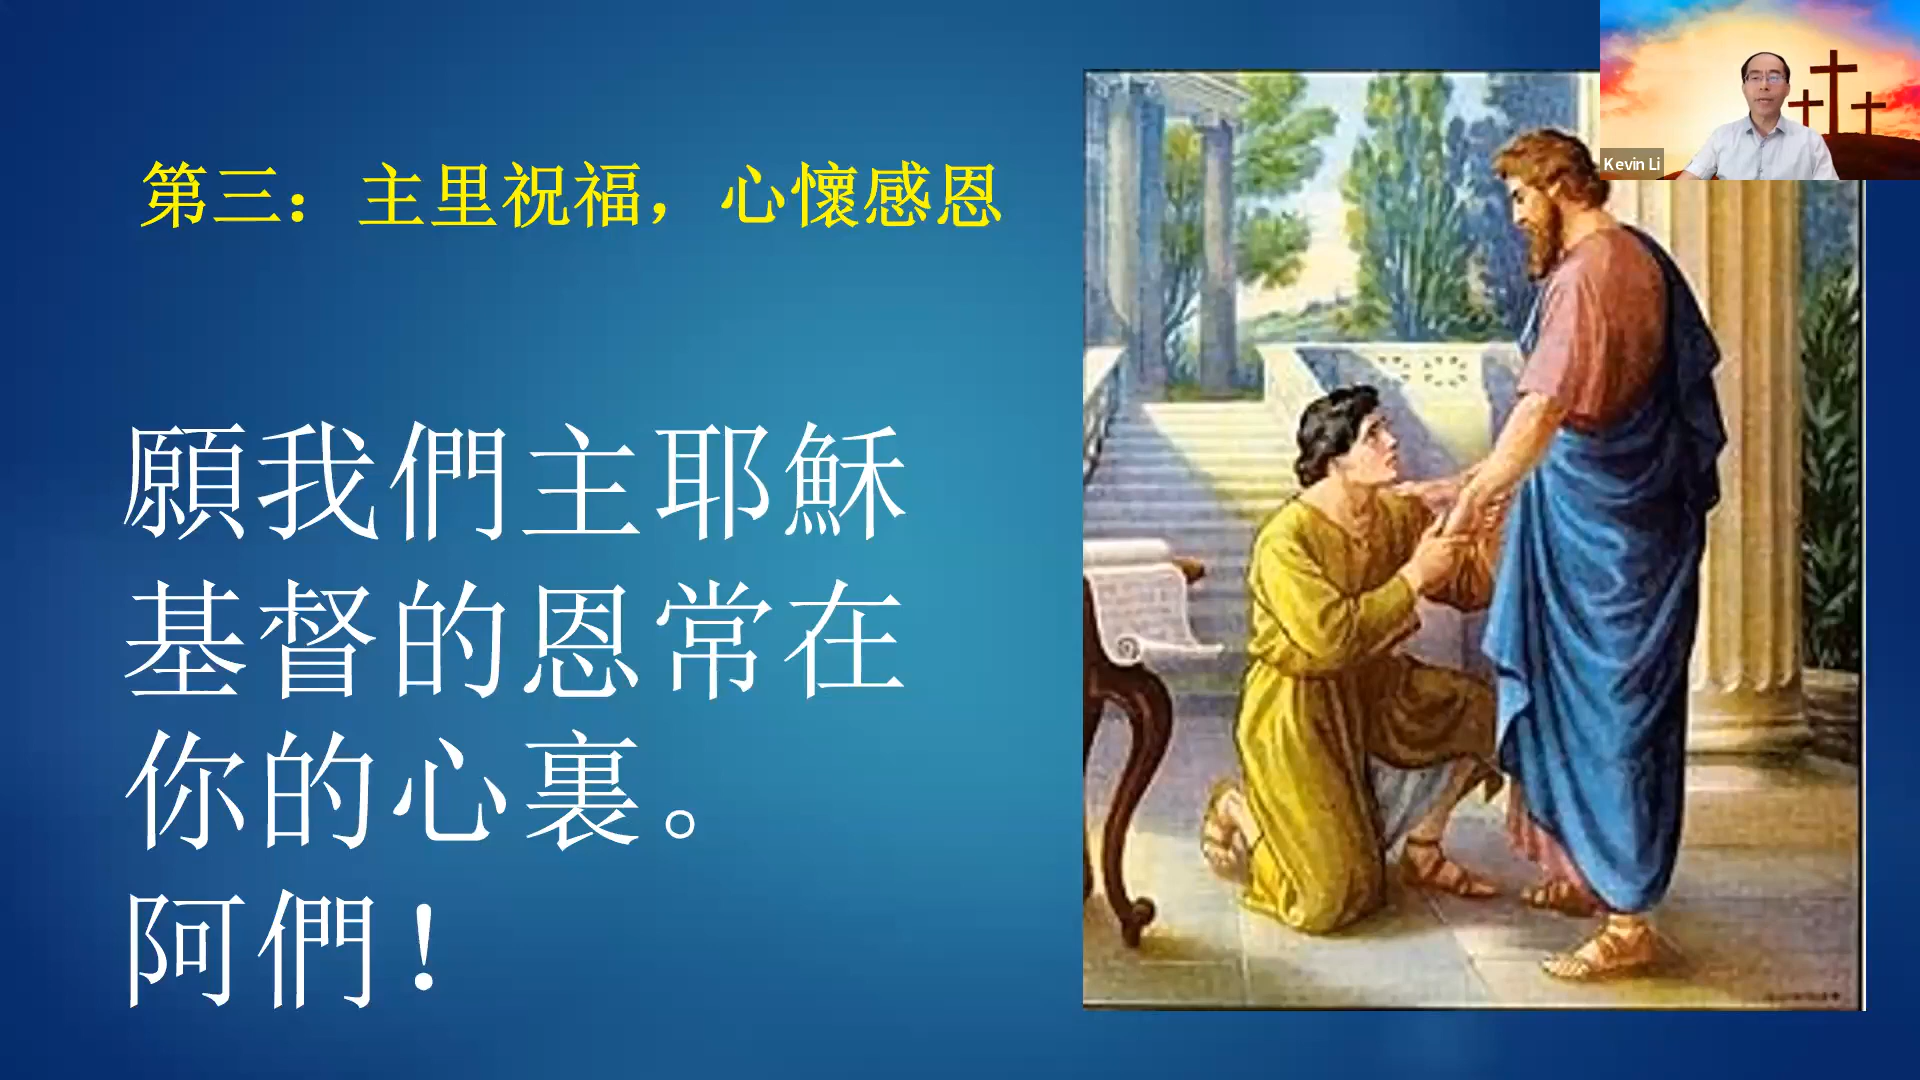 第三：主里祝福，心懷感恩
Kevin Li
願我們主耶穌
基督的恩常在
你的心裏。
阿們！